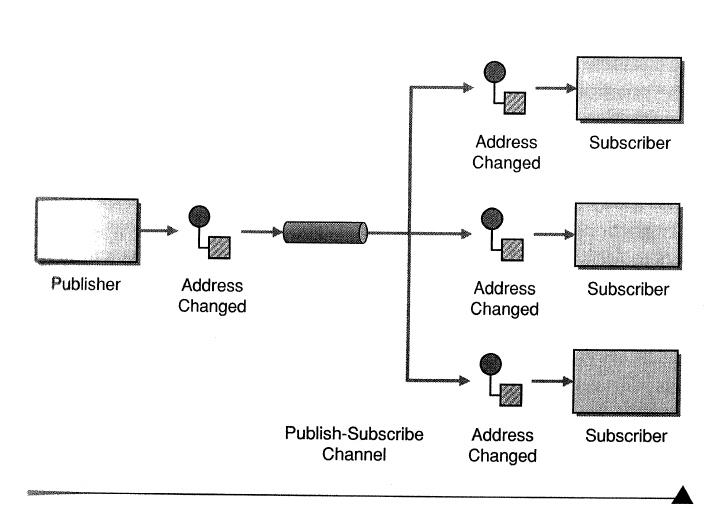 Address
Changed
Subscriber
Publisher
Address
Changed
Address
Changed
Subscriber
Publish-Subscribe
Channel
Address
Changed
Subscriber